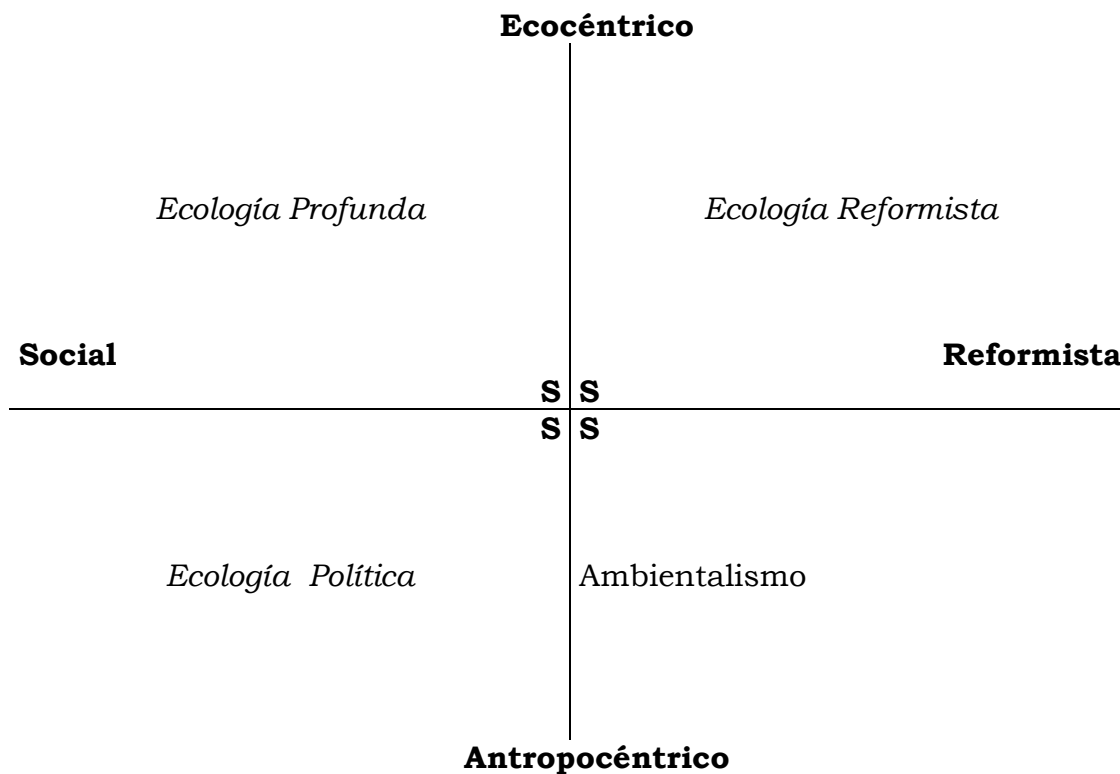 Ecocéntrico
Ecología Profunda Ecología Reformista
Social Reformista
S S
S S
Ecología Política Ambientalismo
Antropocéntrico